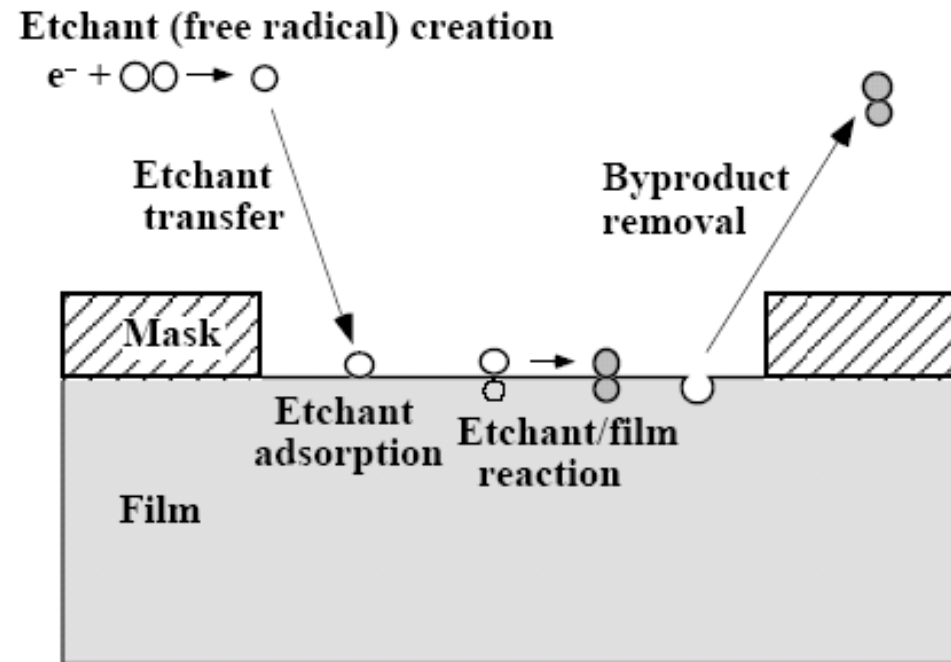 Etchant (free radical) creation
e⁻ +
Etchant
transfer
Byproduct
removal
Mask
Etchant
adsorption
Etchant/film
reaction
Film